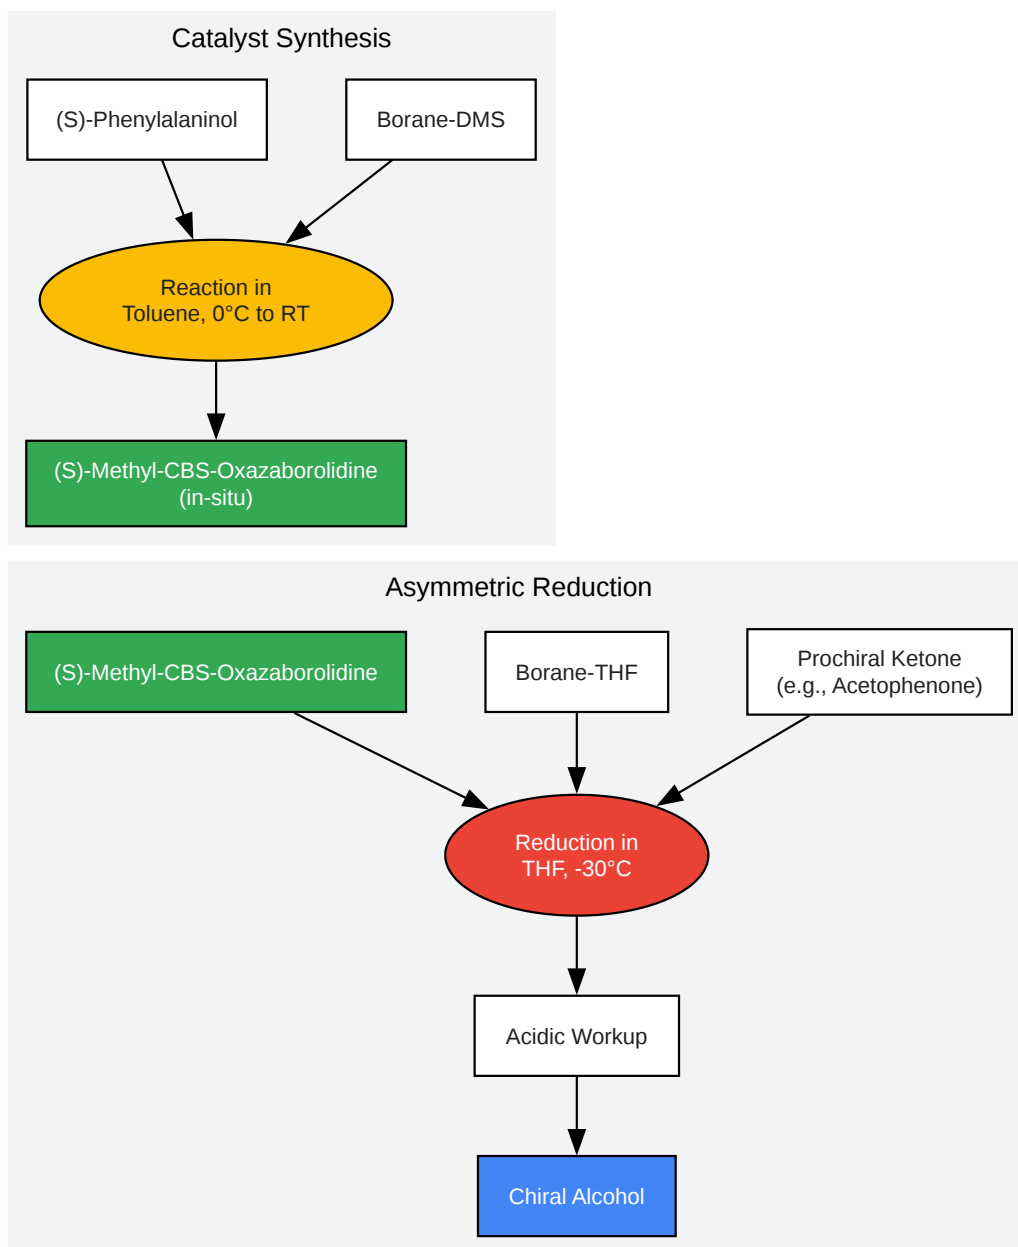 Catalyst Synthesis
(S)-Phenylalaninol
Borane-DMS
Reaction in
Toluene, 0°C to RT
(S)-Methyl-CBS-Oxazaborolidine
(in-situ)
Asymmetric Reduction
(S)-Methyl-CBS-Oxazaborolidine
Borane-THF
Prochiral Ketone
(e.g., Acetophenone)
Reduction in
THF, -30°C
Acidic Workup
Chiral Alcohol